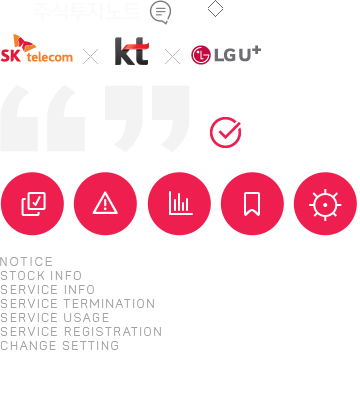 주식투자노트
SK telecom × kt × LG U+
NOTICE
STOCK INFO
SERVICE INFO
SERVICE TERMINATION
SERVICE USAGE
SERVICE REGISTRATION
CHANGE SETTING